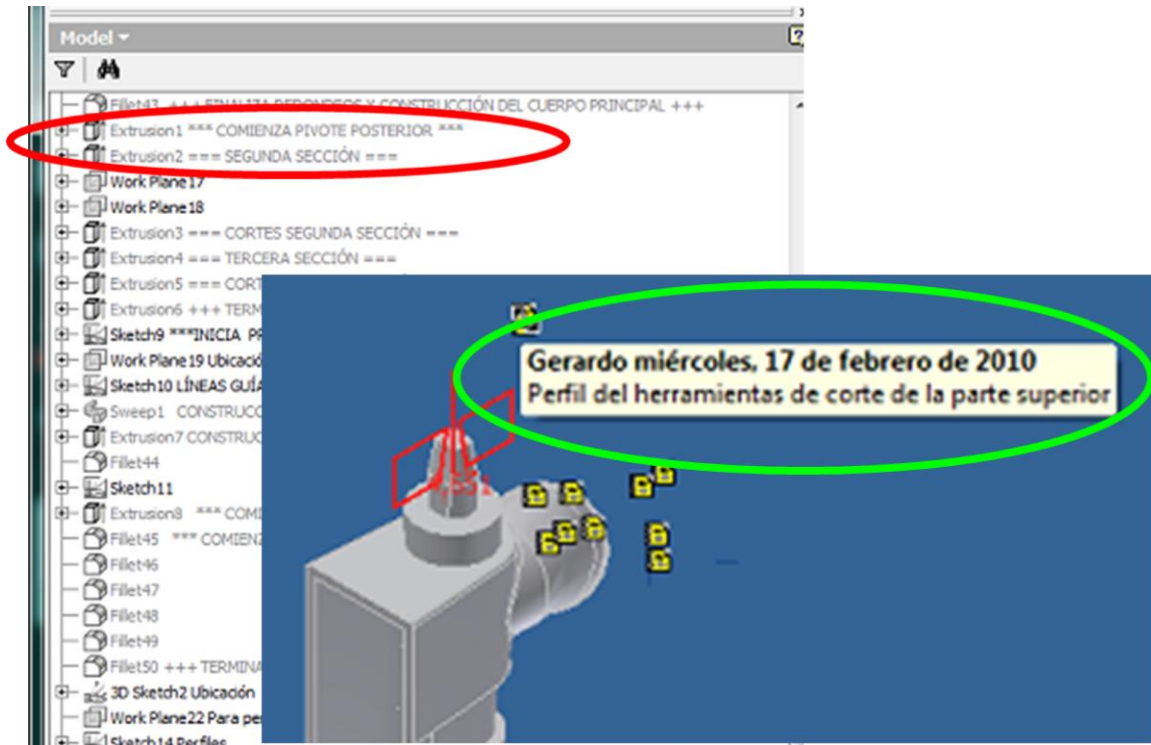 Model
Fillet43 +++ FINALIZA REDONDEOS Y CONSTRUCCIÓN DEL CUERPO PRINCIPAL +++
Extrusion1 *** COMIENZA PIVOTE POSTERIOR ***
Extrusion2 === SEGUNDA SECCIÓN ===
Work Plane17
Work Plane18
Extrusion3 === CORTES SEGUNDA SECCIÓN ===
Extrusion4 === TERCERA SECCIÓN ===
Extrusion5 === CORT
Extrusion6 +++ TERM
Sketch9 ***INICIA PR
Work Plane19 Ubicació
Sketch10 LÍNEAS GUÍA
Sweep1 CONSTRUCC
Extrusion7 CONSTRUC
Fillet44
Sketch11
Extrusion8 *** COMI
Fillet45 *** COMIENZ
Fillet46
Fillet47
Fillet48
Fillet49
Fillet50 +++ TERMINA
3D Sketch2 Ubicación
Work Plane22 Para pe
Sketch14 Perfiles
Gerardo miércoles, 17 de febrero de 2010
Perfil del herramientas de corte de la parte superior